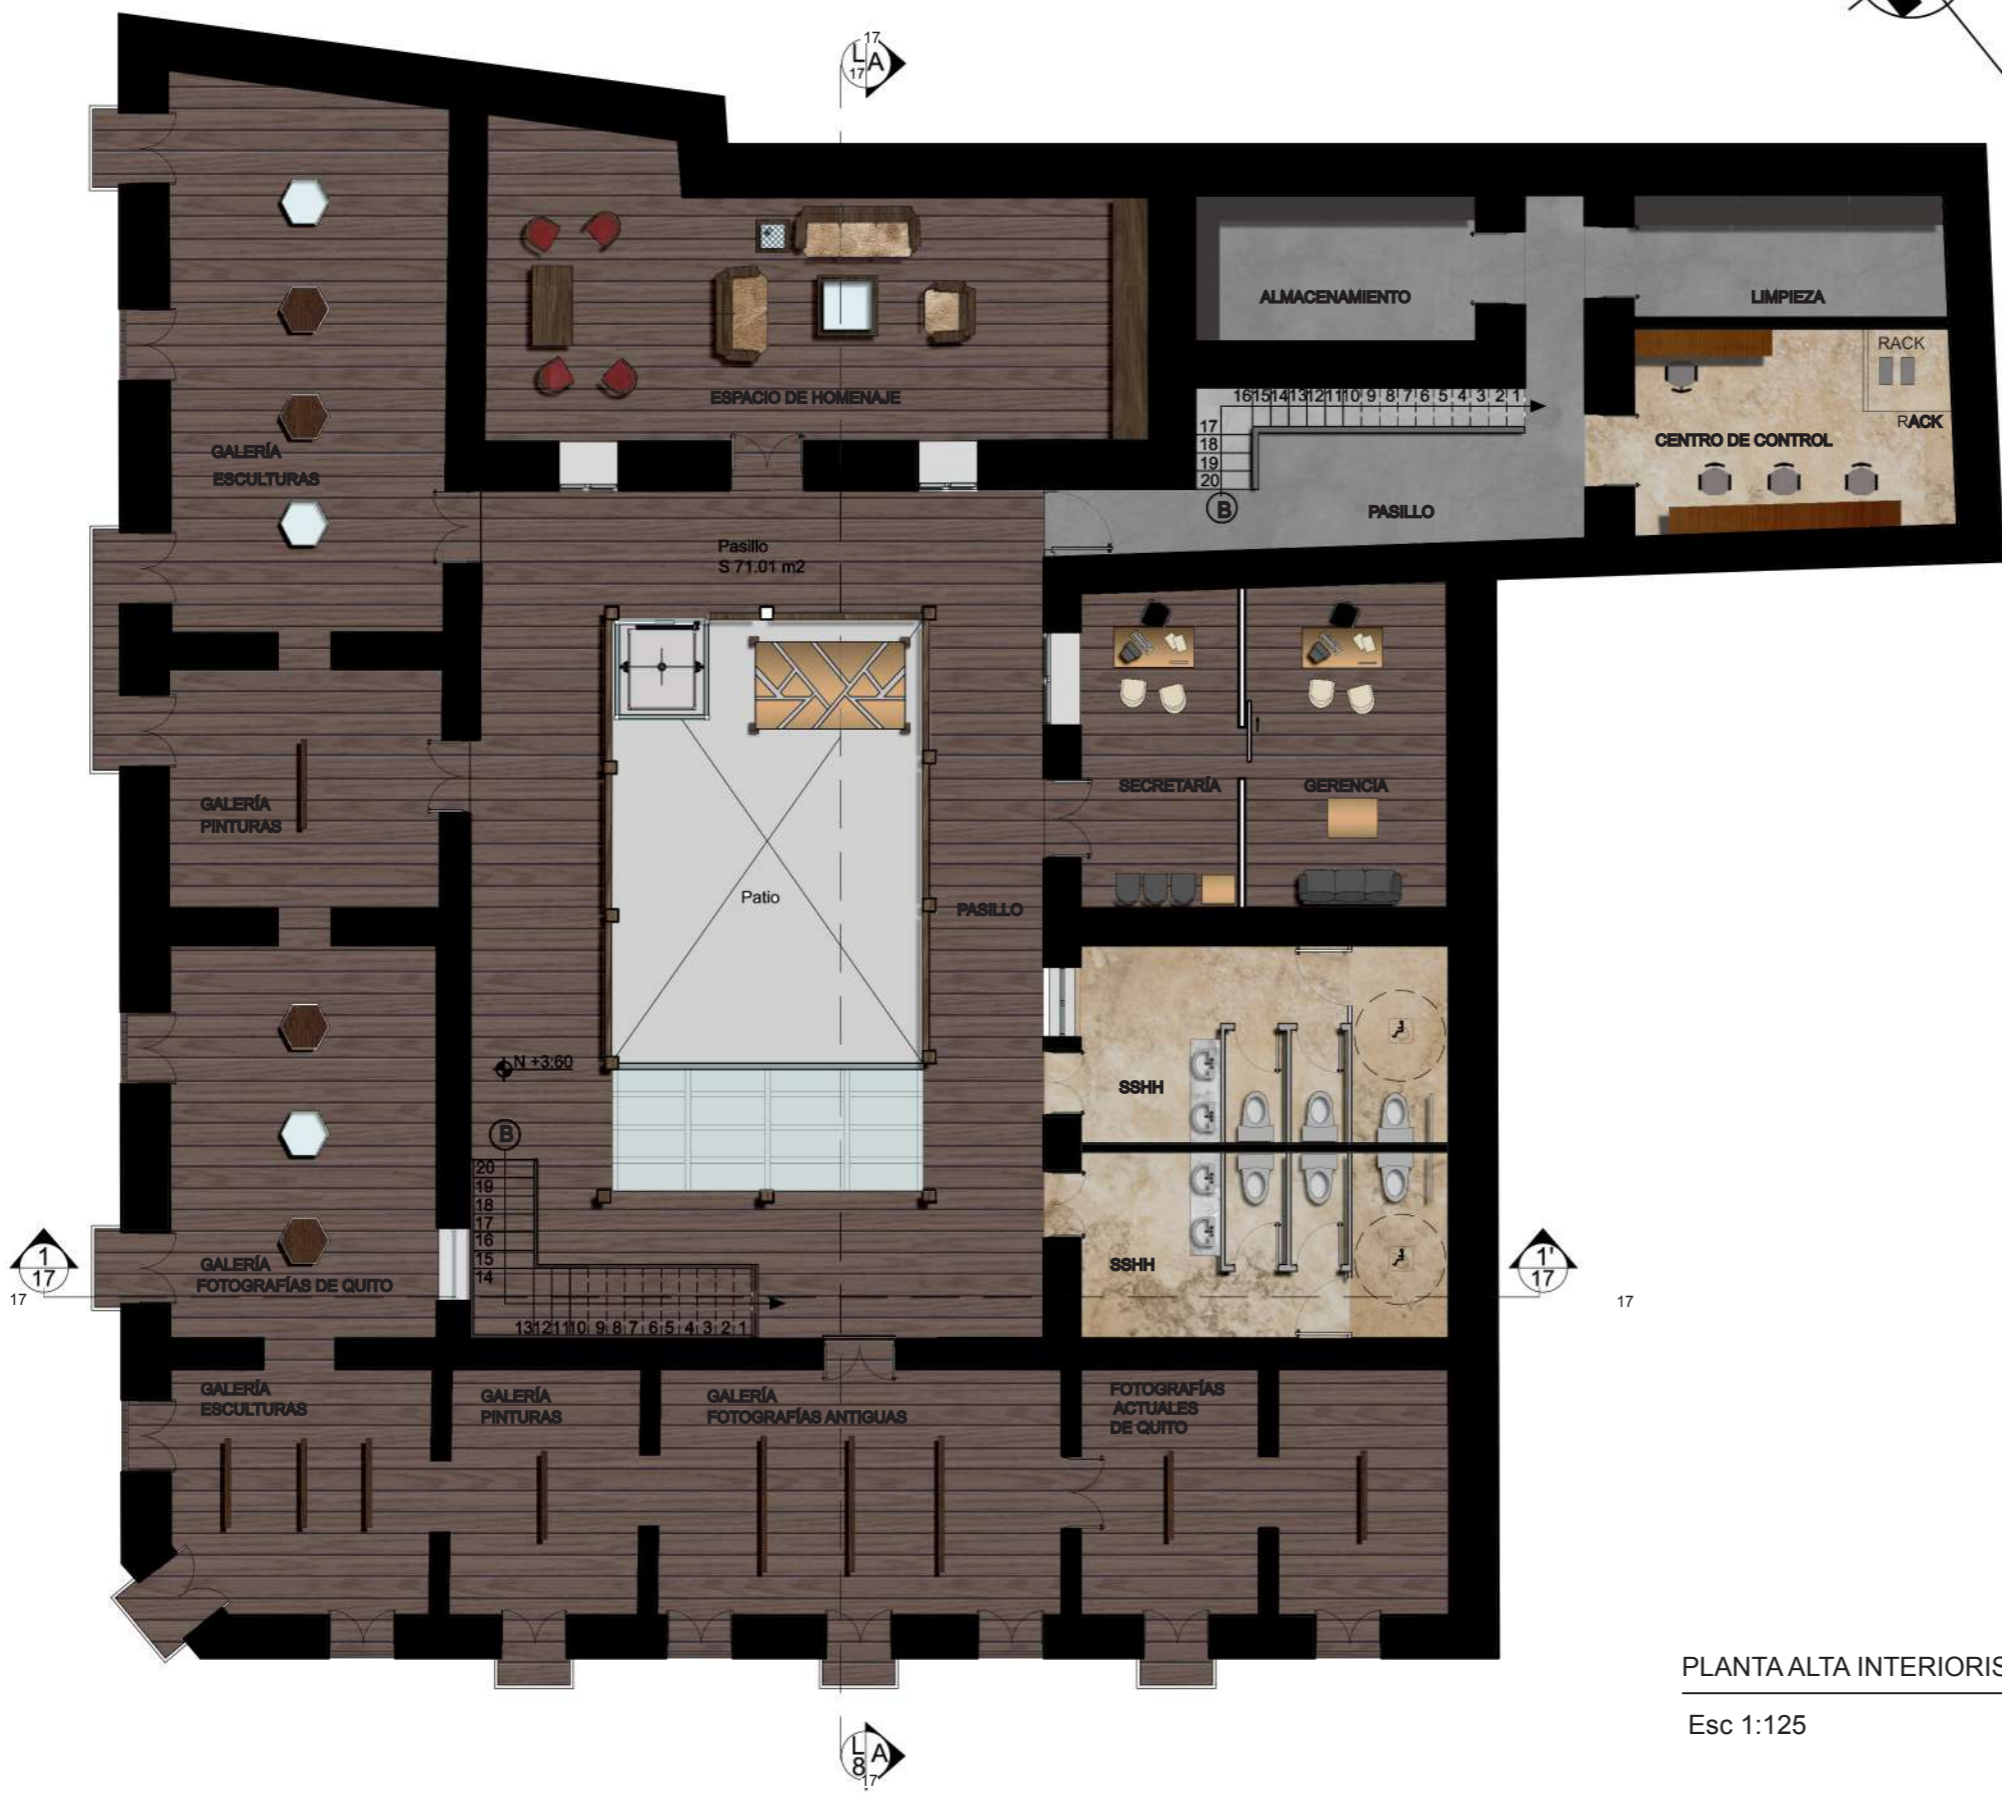 17
L
A
17
ALMACENAMIENTO
LIMPIEZA
RACK
RACK
ESPACIO DE HOMENAJE
16 15 14 13 12 11 10 9 8 7 6 5 4 3 2 1
17
18
19
20
B
CENTRO DE CONTROL
GALERÍA
ESCULTURAS
PASILLO
Pasillo
S 71.01 m2
SECRETARÍA
GERENCIA
GALERÍA
PINTURAS
Patio
PASILLO
N +3:60
SSHH
B
20
19
18
17
16
15
14
13 12 11 10 9 8 7 6 5 4 3 2 1
1
17
17
GALERÍA
FOTOGRAFÍAS DE QUITO
SSHH
1'
17
17
GALERÍA
ESCULTURAS
GALERÍA
PINTURAS
GALERÍA
FOTOGRAFÍAS ANTIGUAS
FOTOGRAFÍAS
ACTUALES
DE QUITO
PLANTA ALTA INTERIORIS
Esc 1:125
L
A
8
17